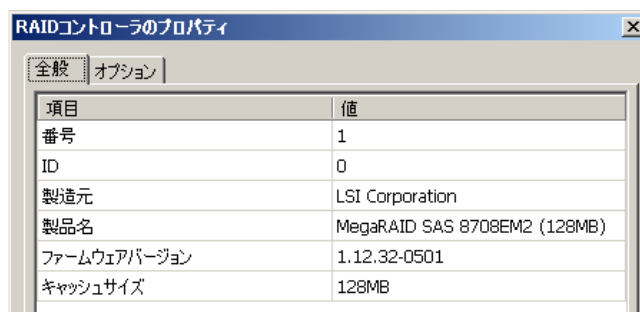 RAIDコントローラのプロパティ
全般 オプション
項目 値
番号 1
ID 0
製造元 LSI Corporation
製品名 MegaRAID SAS 8708EM2 (128MB)
ファームウェアバージョン 1.12.32-0501
キャッシュサイズ 128MB